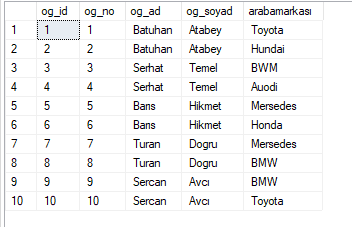 og_id og_no og_ad og_soyad arabamarkası
1 1 1 Batuhan Atabey Toyota
2 2 2 Batuhan Atabey Hundai
3 3 3 Serhat Temel BWM
4 4 4 Serhat Temel Auodi
5 5 5 Barıs Hikmet Mersedes
6 6 6 Barıs Hikmet Honda
7 7 7 Turan Dogru Mersedes
8 8 8 Turan Dogru BMW
9 9 9 Sercan Avcı BMW
10 10 10 Sercan Avcı Toyota